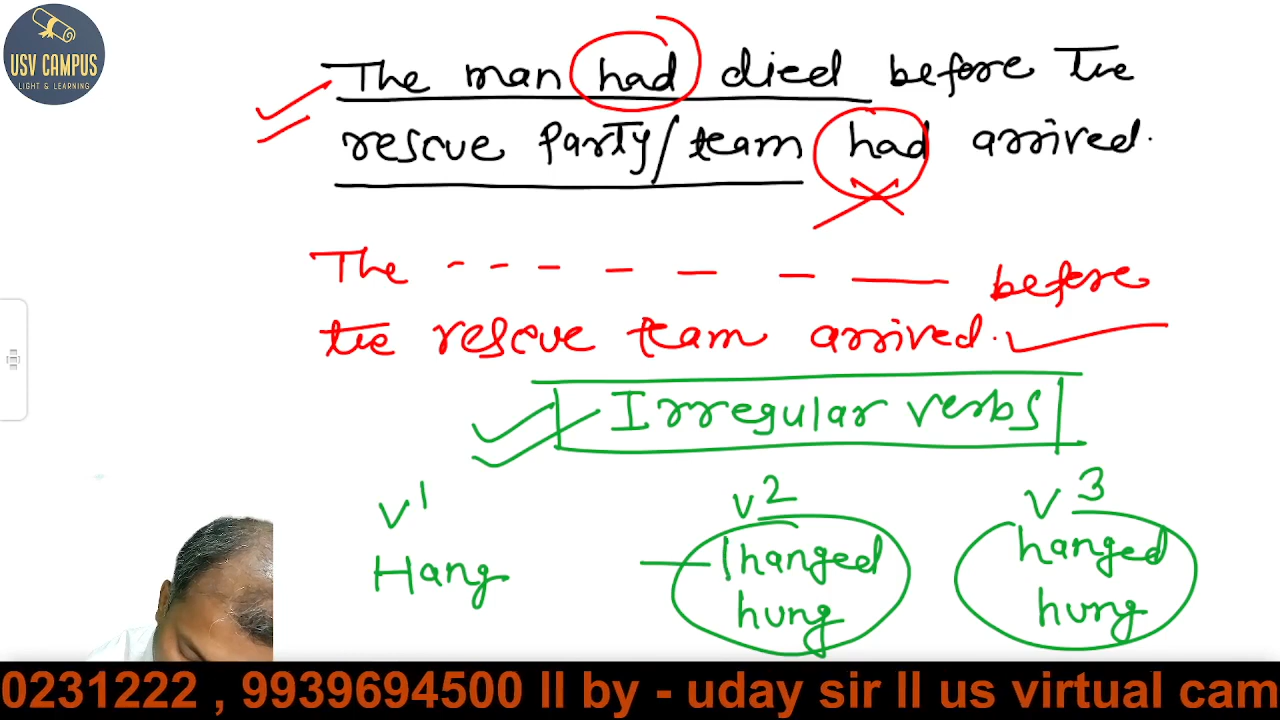 USV CAMPUS
LIGHT & LEARNING
The man had died before the
rescue Party/team had arrived.
The - - - - - - - before
the rescue team arrived.
Irregular verbs
V1 V2 V3
Hang — hanged hanged
hung hung
0231222 , 9939694500 ll by - uday sir ll us virtual cam